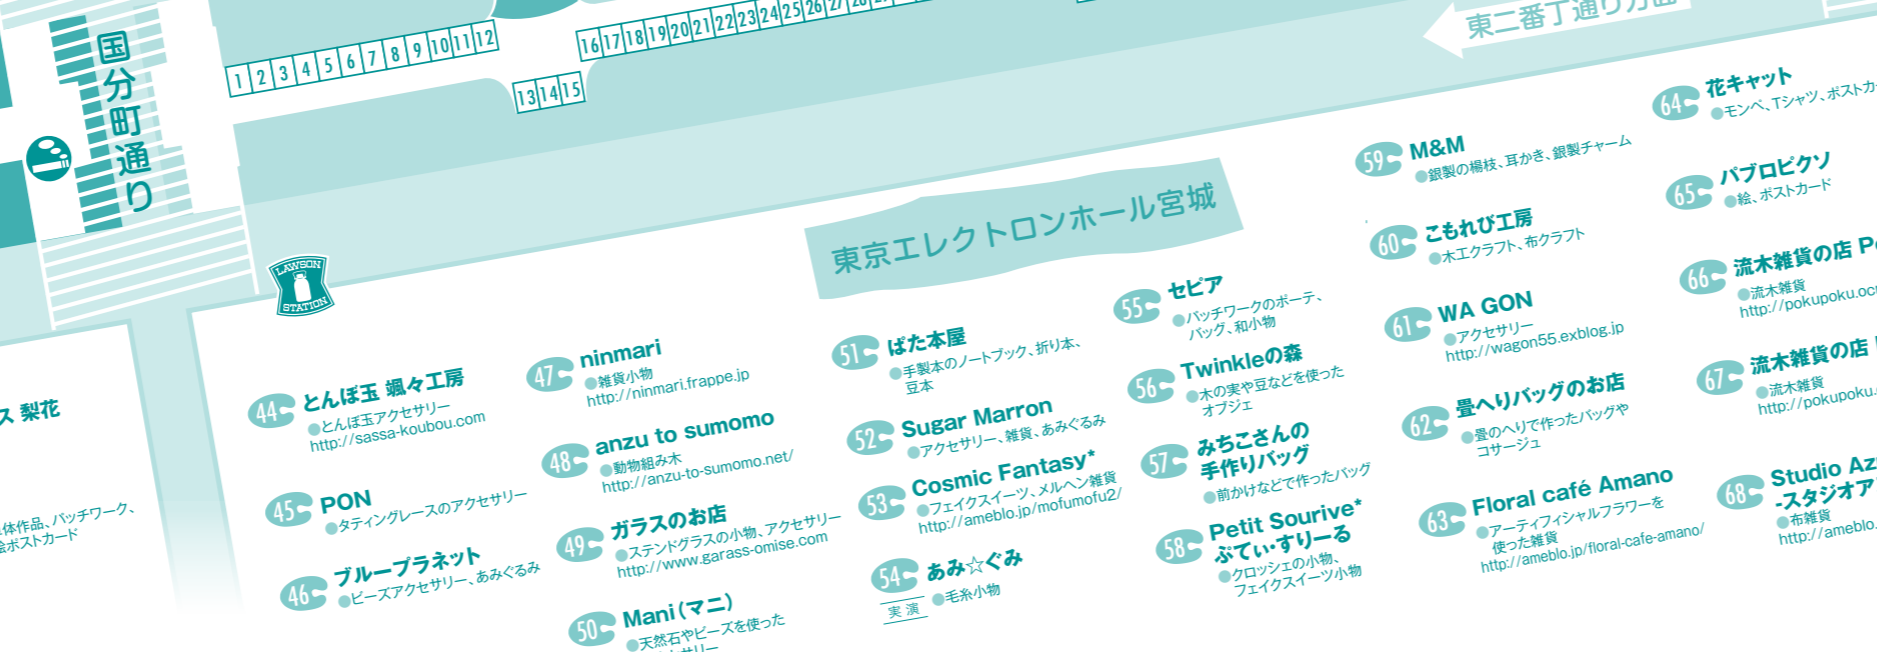 国分町通り
1 2 3 4 5 6 7 8 9 10 11 12
13 14 15
16 17 18 19 20 21 22 23 24 25 26 27
東二番丁通り方面
LAWSON
STATION
東京エレクトロンホール宮城
ス 梨花
体作品、パッチワーク、
絵ポストカード
44 とんぼ玉 颯々工房
●とんぼ玉アクセサリー
http://sassa-koubou.com
45 PON
●タティングレースのアクセサリー
46 ブループラネット
●ビーズアクセサリー、あみぐるみ
47 ninmari
●雑貨小物
http://ninmari.frappe.jp
48 anzu to sumomo
●動物組み木
http://anzu-to-sumomo.net/
49 ガラスのお店
●ステンドグラスの小物、アクセサリー
http://www.garass-omise.com
50 Mani（マニ）
●天然石やビーズを使った
51 ぱた本屋
●手製本のノートブック、折り本、
豆本
52 Sugar Marron
●アクセサリー、雑貨、あみぐるみ
53 Cosmic Fantasy*
●フェイクスイーツ、メルヘン雑貨
http://ameblo.jp/mofumofu2/
54 あみ☆ぐみ
実演 ●毛糸小物
55 セピア
●パッチワークのポーチ、
バッグ、和小物
56 Twinkleの森
●木の実や豆などを使った
オブジェ
57 みちこさんの
手作りバッグ
●前かけなどで作ったバッグ
58 Petit Sourive*
ぷてぃ・すりーる
●クロッシェの小物、
フェイクスイーツ小物
59 M&M
●銀製の楊枝、耳かき、銀製チャーム
60 こもれび工房
●木工クラフト、布クラフト
61 WA GON
●アクセサリー
http://wagon55.exblog.jp
62 畳へりバッグのお店
●畳のへりで作ったバッグや
コサージュ
63 Floral café Amano
●アーティフィシャルフラワーを
使った雑貨
http://ameblo.jp/floral-cafe-amano/
64 花キャット
●モンペ、Tシャツ、ポストカ
65 パブロピクソ
●絵、ポストカード
66 流木雑貨の店 P
●流木雑貨
http://pokupoku.oc
67 流木雑貨の店
●流木雑貨
http://pokupoku.
68 Studio Az
-スタジオア
●布雑貨
http://ameblo.